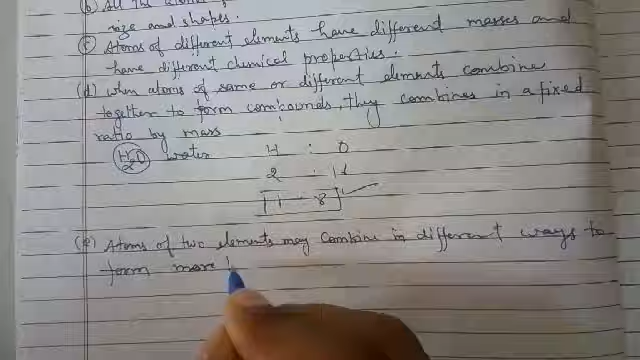 (b) All the
size and shapes.
(c) Atoms of different elements have different masses and
have different chemical properties.
(d) When atoms of same or different elements combine
together to form compounds, they combines in a fixed
ratio by mass
H2O water H : O
2 : 16
1 - 8
(e) Atoms of two elements may combine in different ways to
form more